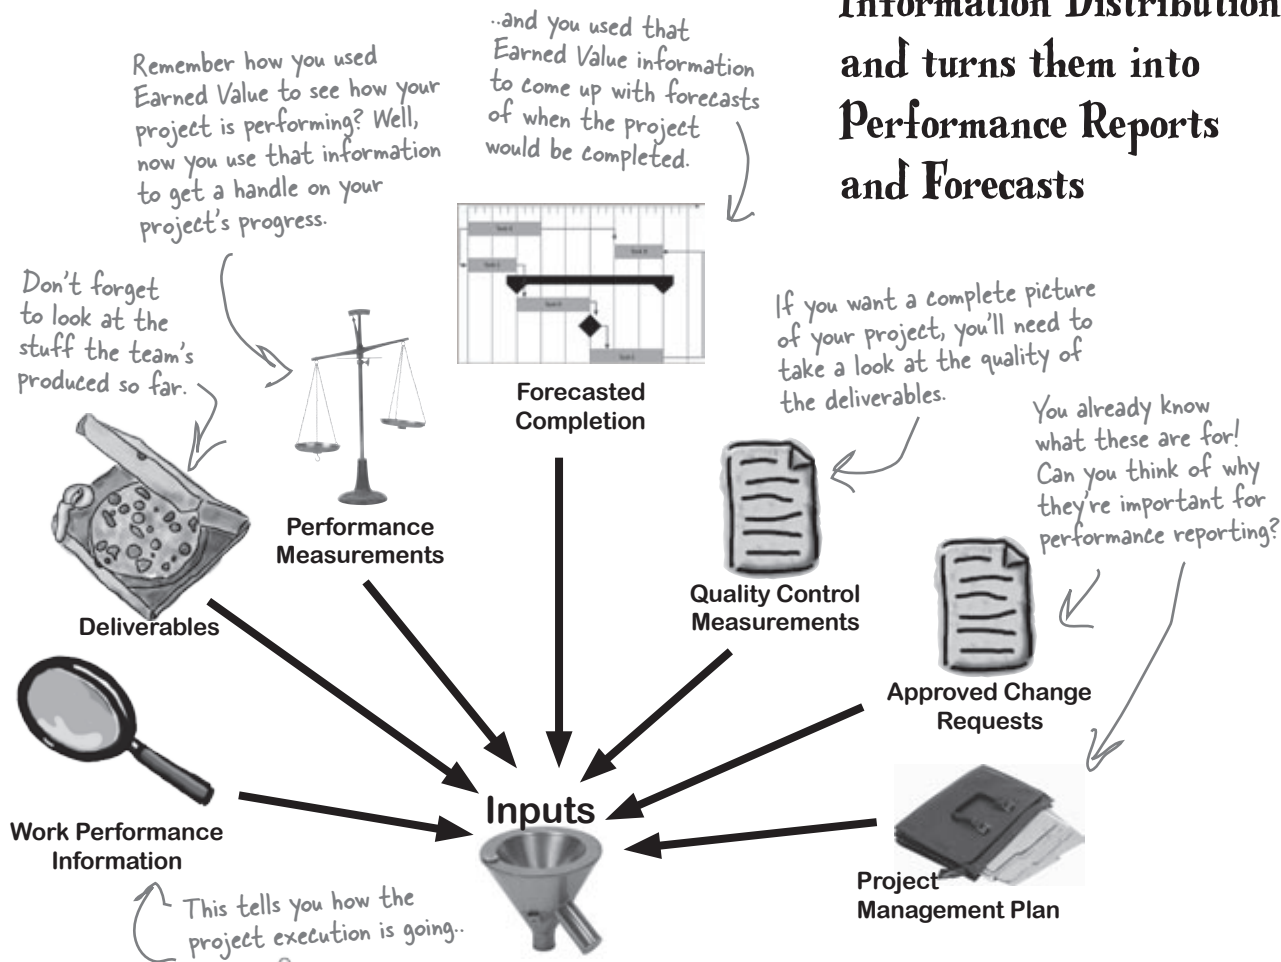 Information Distribution
and turns them into
Performance Reports
and Forecasts
..and you used that
Earned Value information
to come up with forecasts
of when the project
would be completed.
Remember how you used
Earned Value to see how your
project is performing? Well,
now you use that information
to get a handle on your
project's progress.
Don't forget
to look at the
stuff the team's
produced so far.
If you want a complete picture
of your project, you'll need to
take a look at the quality of
the deliverables.
You already know
what these are for!
Can you think of why
they're important for
performance reporting?
Forecasted
Completion
Performance
Measurements
Deliverables
Quality Control
Measurements
Approved Change
Requests
Work Performance
Information
Inputs
Project
Management Plan
This tells you how the
project execution is going..